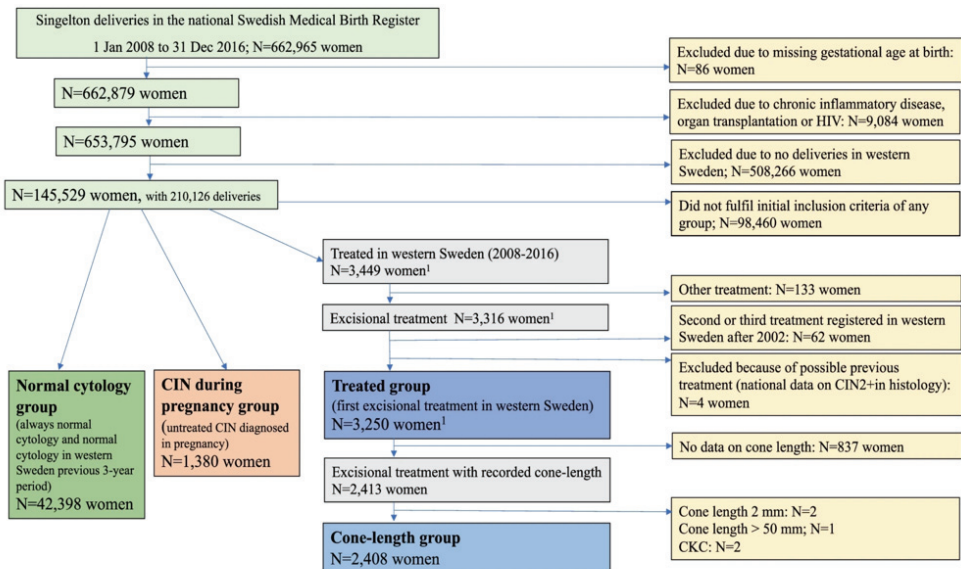 Singelton deliveries in the national Swedish Medical Birth Register
1 Jan 2008 to 31 Dec 2016; N=662,965 women
Excluded due to missing gestational age at birth:
N=86 women
N=662,879 women
Excluded due to chronic inflammatory disease,
organ transplantation or HIV: N=9,084 women
N=653,795 women
Excluded due to no deliveries in western
Sweden; N=508,266 women
N=145,529 women, with 210,126 deliveries
Did not fulfil initial inclusion criteria of any
group; N=98,460 women
Treated in western Sweden (2008-2016)
N=3,449 women¹
Other treatment: N=133 women
Excisional treatment N=3,316 women¹
Second or third treatment registered in western
Sweden after 2002: N=62 women
Excluded because of possible previous
treatment (national data on CIN2+in histology):
N=4 women
Normal cytology
group
(always normal
cytology and normal
cytology in western
Sweden previous 3-year
period)
N=42,398 women
CIN during
pregnancy group
(untreated CIN diagnosed
in pregnancy)
N=1,380 women
Treated group
(first excisional treatment in western Sweden)
N=3,250 women¹
No data on cone length: N=837 women
Excisional treatment with recorded cone-length
N=2,413 women
Cone length 2 mm: N=2
Cone length > 50 mm; N=1
CKC: N=2
Cone-length group
N=2,408 women